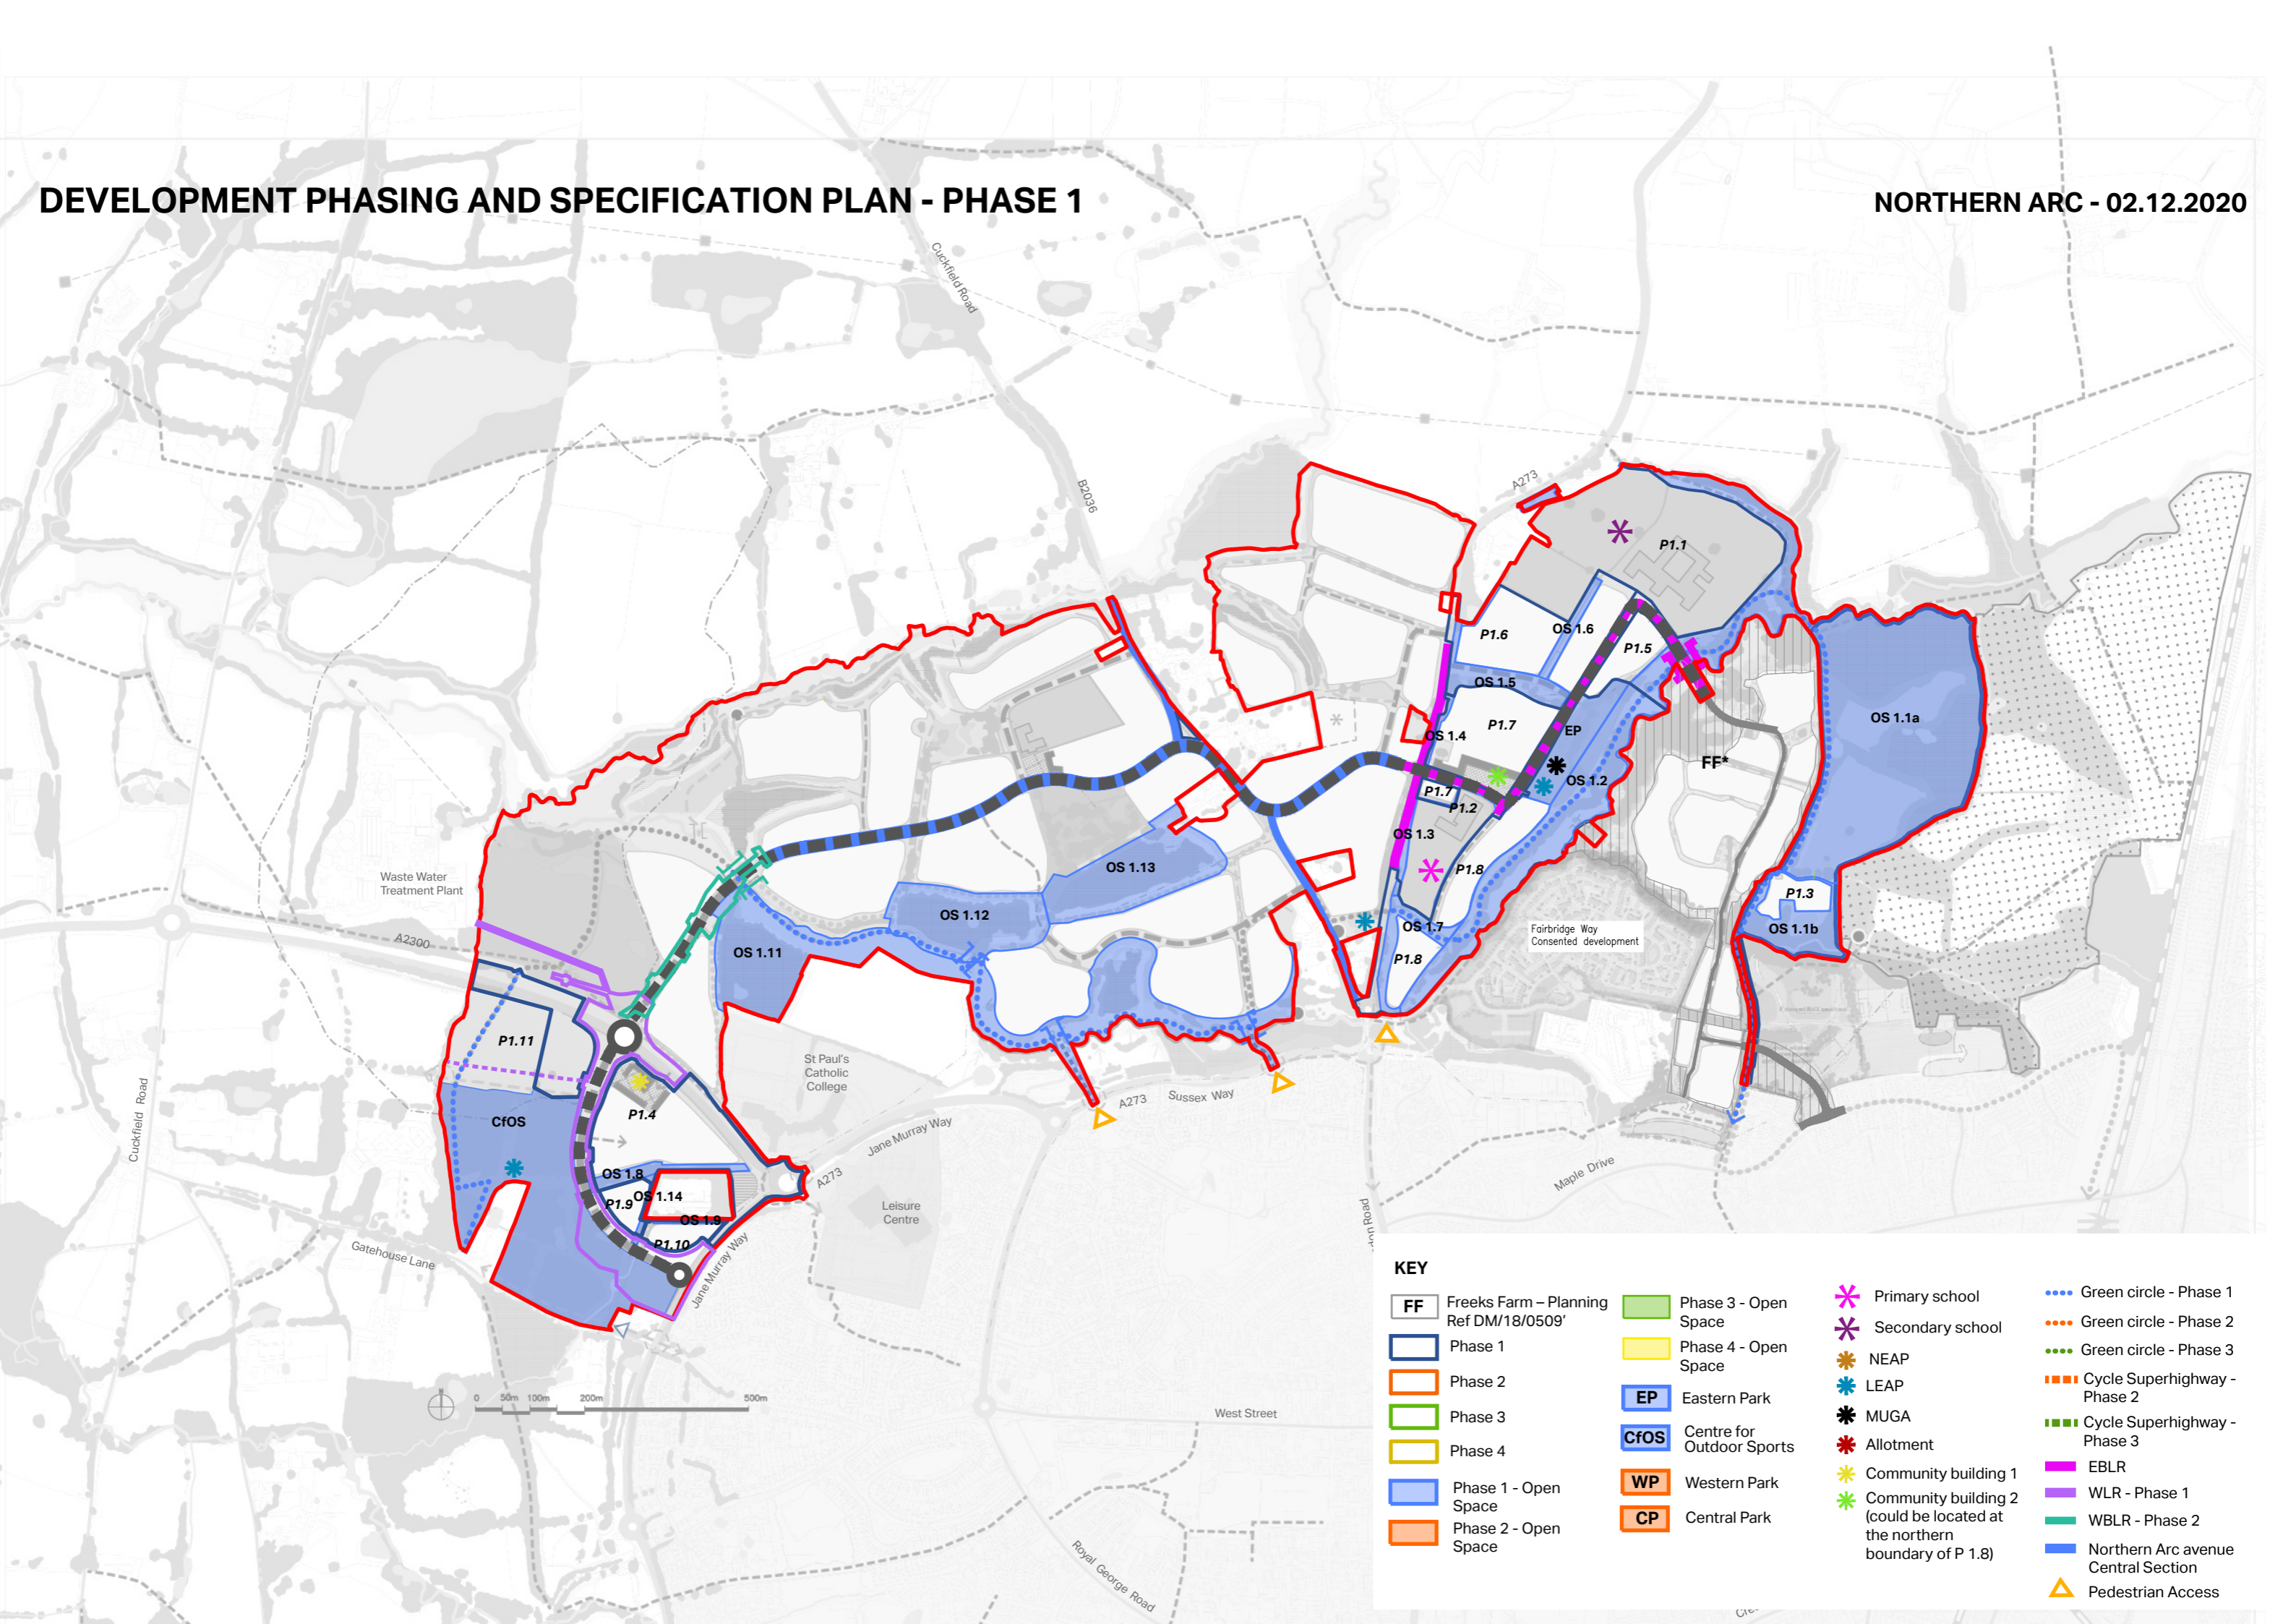 DEVELOPMENT PHASING AND SPECIFICATION PLAN - PHASE 1
NORTHERN ARC - 02.12.2020
Cuckfield Road
B2036
A273
P1.1
P1.6
OS 1.6
P1.5
OS 1.5
P1.7
OS 1.4
EP
OS 1.2
FF*
OS 1.1a
P1.7
P1.2
OS 1.3
P1.8
OS 1.7
P1.8
P1.3
OS 1.1b
Fairbridge Way
Consented development
Waste Water
Treatment Plant
A2300
OS 1.13
OS 1.12
OS 1.11
P1.11
CfOS
P1.4
OS 1.8
OS 1.14
P1.9
OS 1.9
P1.10
St Paul's
Catholic
College
Leisure
Centre
A273
Jane Murray Way
Jane Murray Way
A273
Sussex Way
Maple Drive
Cuckfield Road
Gatehouse Lane
West Street
Royal George Road
N
0 50m 100m 200m 500m
KEY
FF
Freeks Farm – Planning
Ref DM/18/0509’
Phase 1
Phase 2
Phase 3
Phase 4
Phase 1 - Open
Space
Phase 2 - Open
Space
Phase 3 - Open
Space
Phase 4 - Open
Space
EP Eastern Park
CfOS Centre for
Outdoor Sports
WP Western Park
CP Central Park
Primary school
Secondary school
NEAP
LEAP
MUGA
Allotment
Community building 1
Community building 2
(could be located at
the northern
boundary of P 1.8)
Green circle - Phase 1
Green circle - Phase 2
Green circle - Phase 3
Cycle Superhighway -
Phase 2
Cycle Superhighway -
Phase 3
EBLR
WLR - Phase 1
WBLR - Phase 2
Northern Arc avenue
Central Section
Pedestrian Access